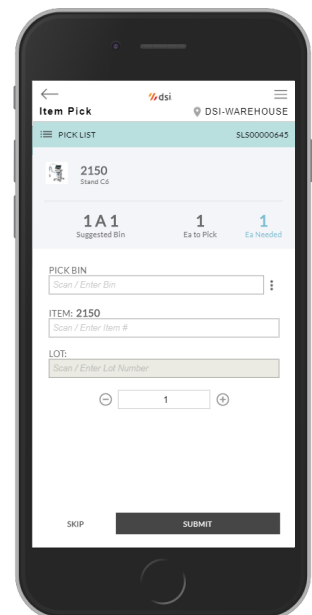 dsi
Item Pick DSI-WAREHOUSE
PICK LIST SLS00000645
2150
Stand C6
1 A 1 1 1
Suggested Bin Ea to Pick Ea Needed
PICK BIN
Scan / Enter Bin
ITEM: 2150
Scan / Enter Item #
LOT:
Scan / Enter Lot Number
1
SKIP SUBMIT